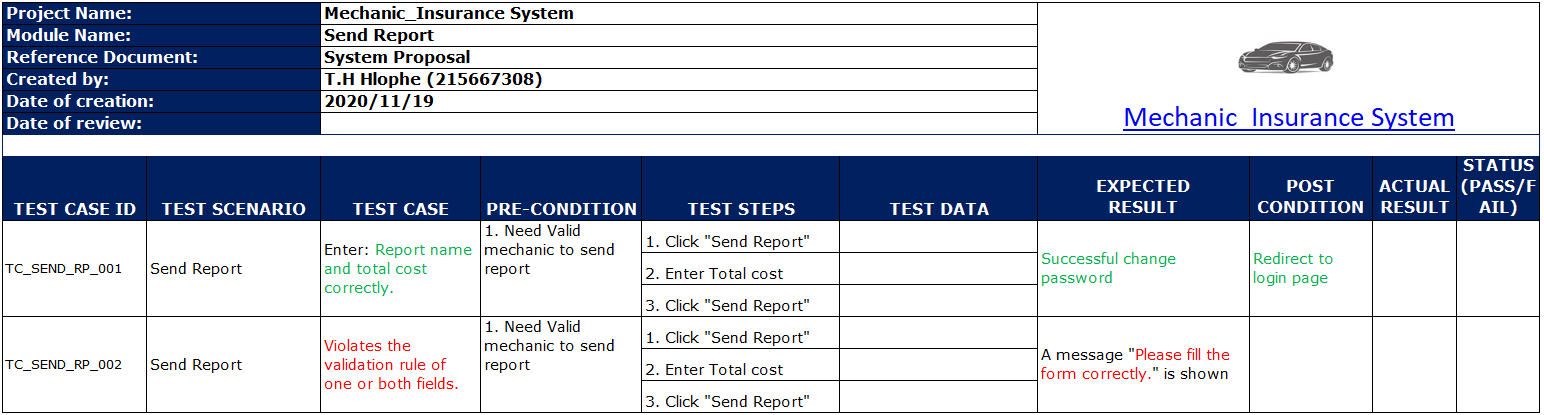 Project Name: Mechanic_Insurance System
Module Name: Send Report
Reference Document: System Proposal
Created by: T.H Hlophe (215667308)
Date of creation: 2020/11/19
Date of review:
Mechanic_Insurance System
TEST CASE ID TEST SCENARIO TEST CASE PRE-CONDITION TEST STEPS TEST DATA EXPECTED RESULT POST CONDITION ACTUAL RESULT STATUS (PASS/FAIL)
TC_SEND_RP_001
Send Report
Enter: Report name
and total cost
correctly.
1. Need Valid
mechanic to send
report
1. Click "Send Report"
2. Enter Total cost
3. Click "Send Report"
Successful change
password
Redirect to
login page
TC_SEND_RP_002
Send Report
Violates the
validation rule of
one or both fields.
1. Need Valid
mechanic to send
report
1. Click "Send Report"
2. Enter Total cost
3. Click "Send Report"
A message "Please fill the
form correctly." is shown